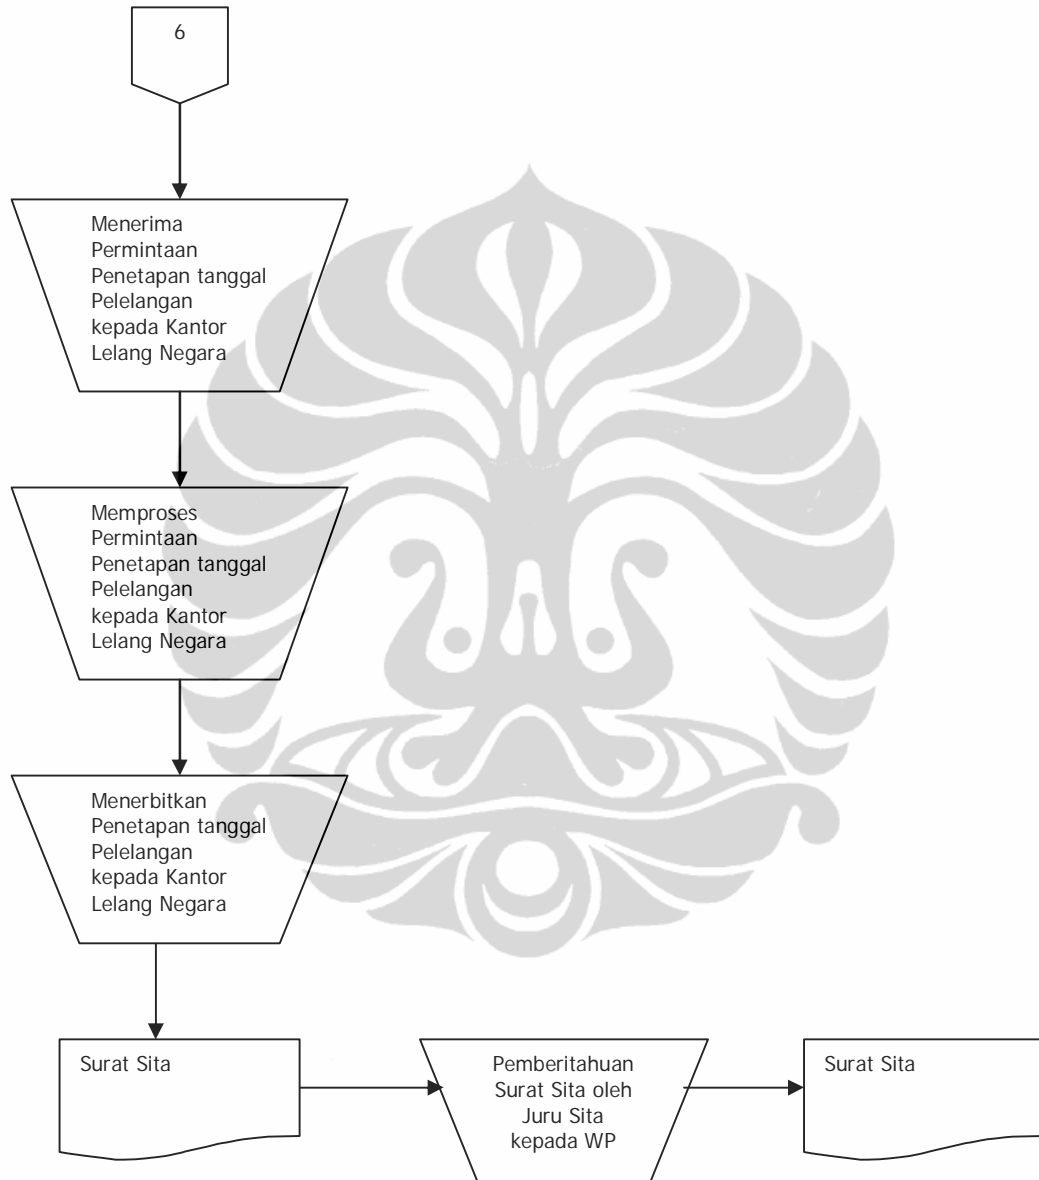 6
Menerima
Permintaan
Penetapan tanggal
Pelelangan
kepada Kantor
Lelang Negara
Memproses
Permintaan
Penetapan tanggal
Pelelangan
kepada Kantor
Lelang Negara
Menerbitkan
Penetapan tanggal
Pelelangan
kepada Kantor
Lelang Negara
Surat Sita
Pemberitahuan
Surat Sita oleh
Juru Sita
kepada WP
Surat Sita